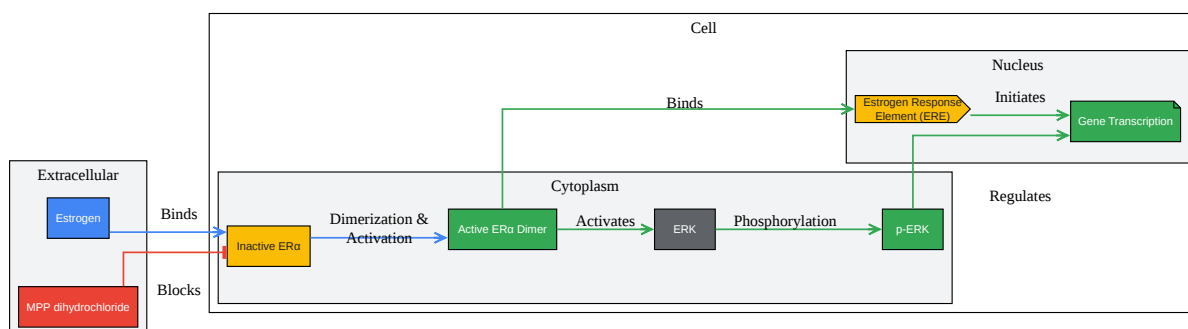 Cell
Nucleus
Estrogen Response
Element (ERE)
Initiates
Gene Transcription
Binds
Extracellular
Estrogen
MPP dihydrochloride
Binds
Blocks
Cytoplasm
Inactive ERα
Dimerization &
Activation
Active ERα Dimer
Activates
ERK
Phosphorylation
p-ERK
Regulates